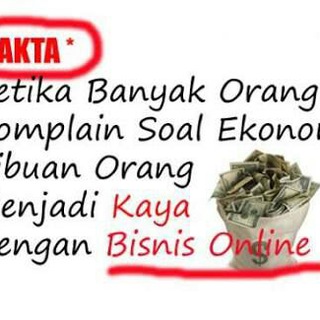 AKTA *
etika Banyak Orang
omplain Soal Ekono
ibuan Orang
enjadi Kaya
engan Bisnis Online
$